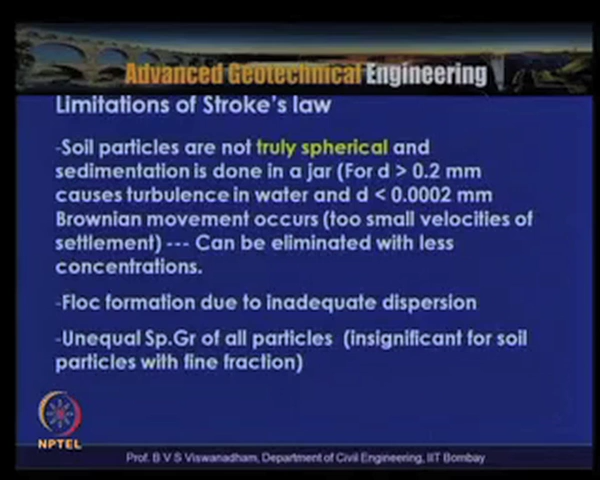 Advanced Geotechnical Engineering
Limitations of Stroke's law
-Soil particles are not truly spherical and
sedimentation is done in a jar (For d > 0.2 mm
causes turbulence in water and d < 0.0002 mm
Brownian movement occurs (too small velocities of
settlement) --- Can be eliminated with less
concentrations.
-Floc formation due to inadequate dispersion
-Unequal Sp.Gr of all particles (insignificant for soil
particles with fine fraction)
NPTEL
Prof. B V S Viswanadham, Department of Civil Engineering, IIT Bombay